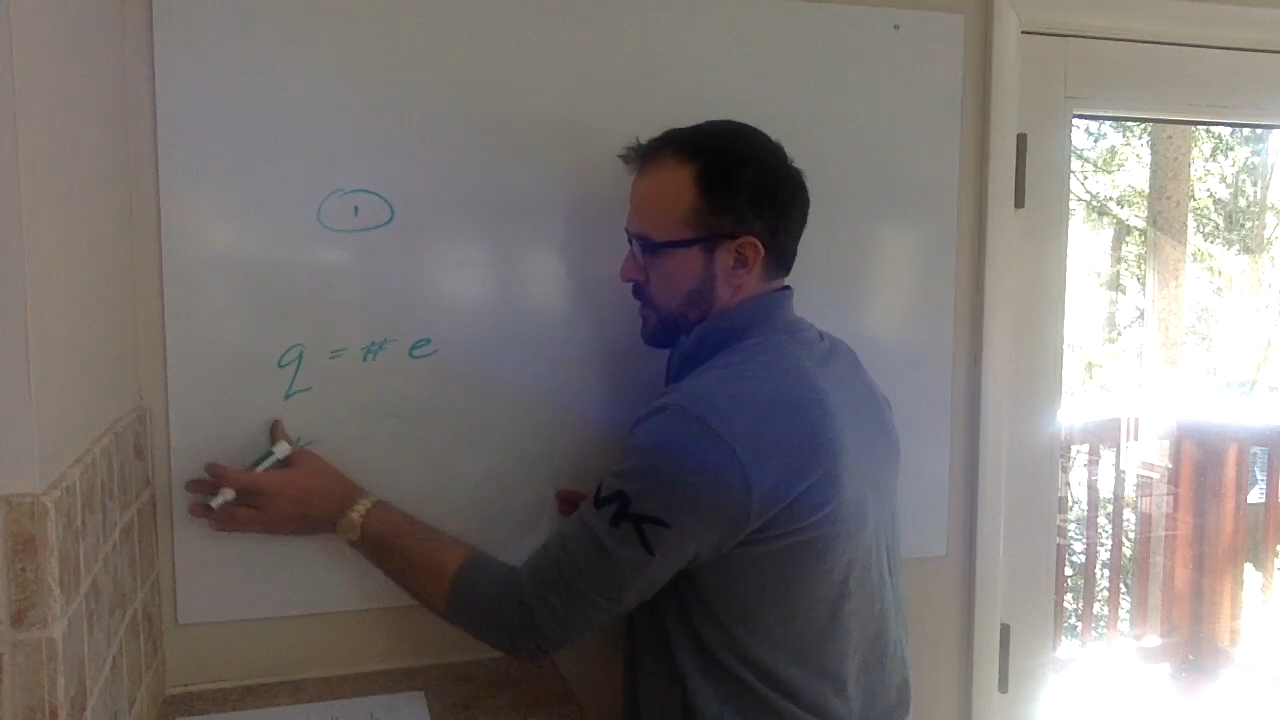 1
q = # e